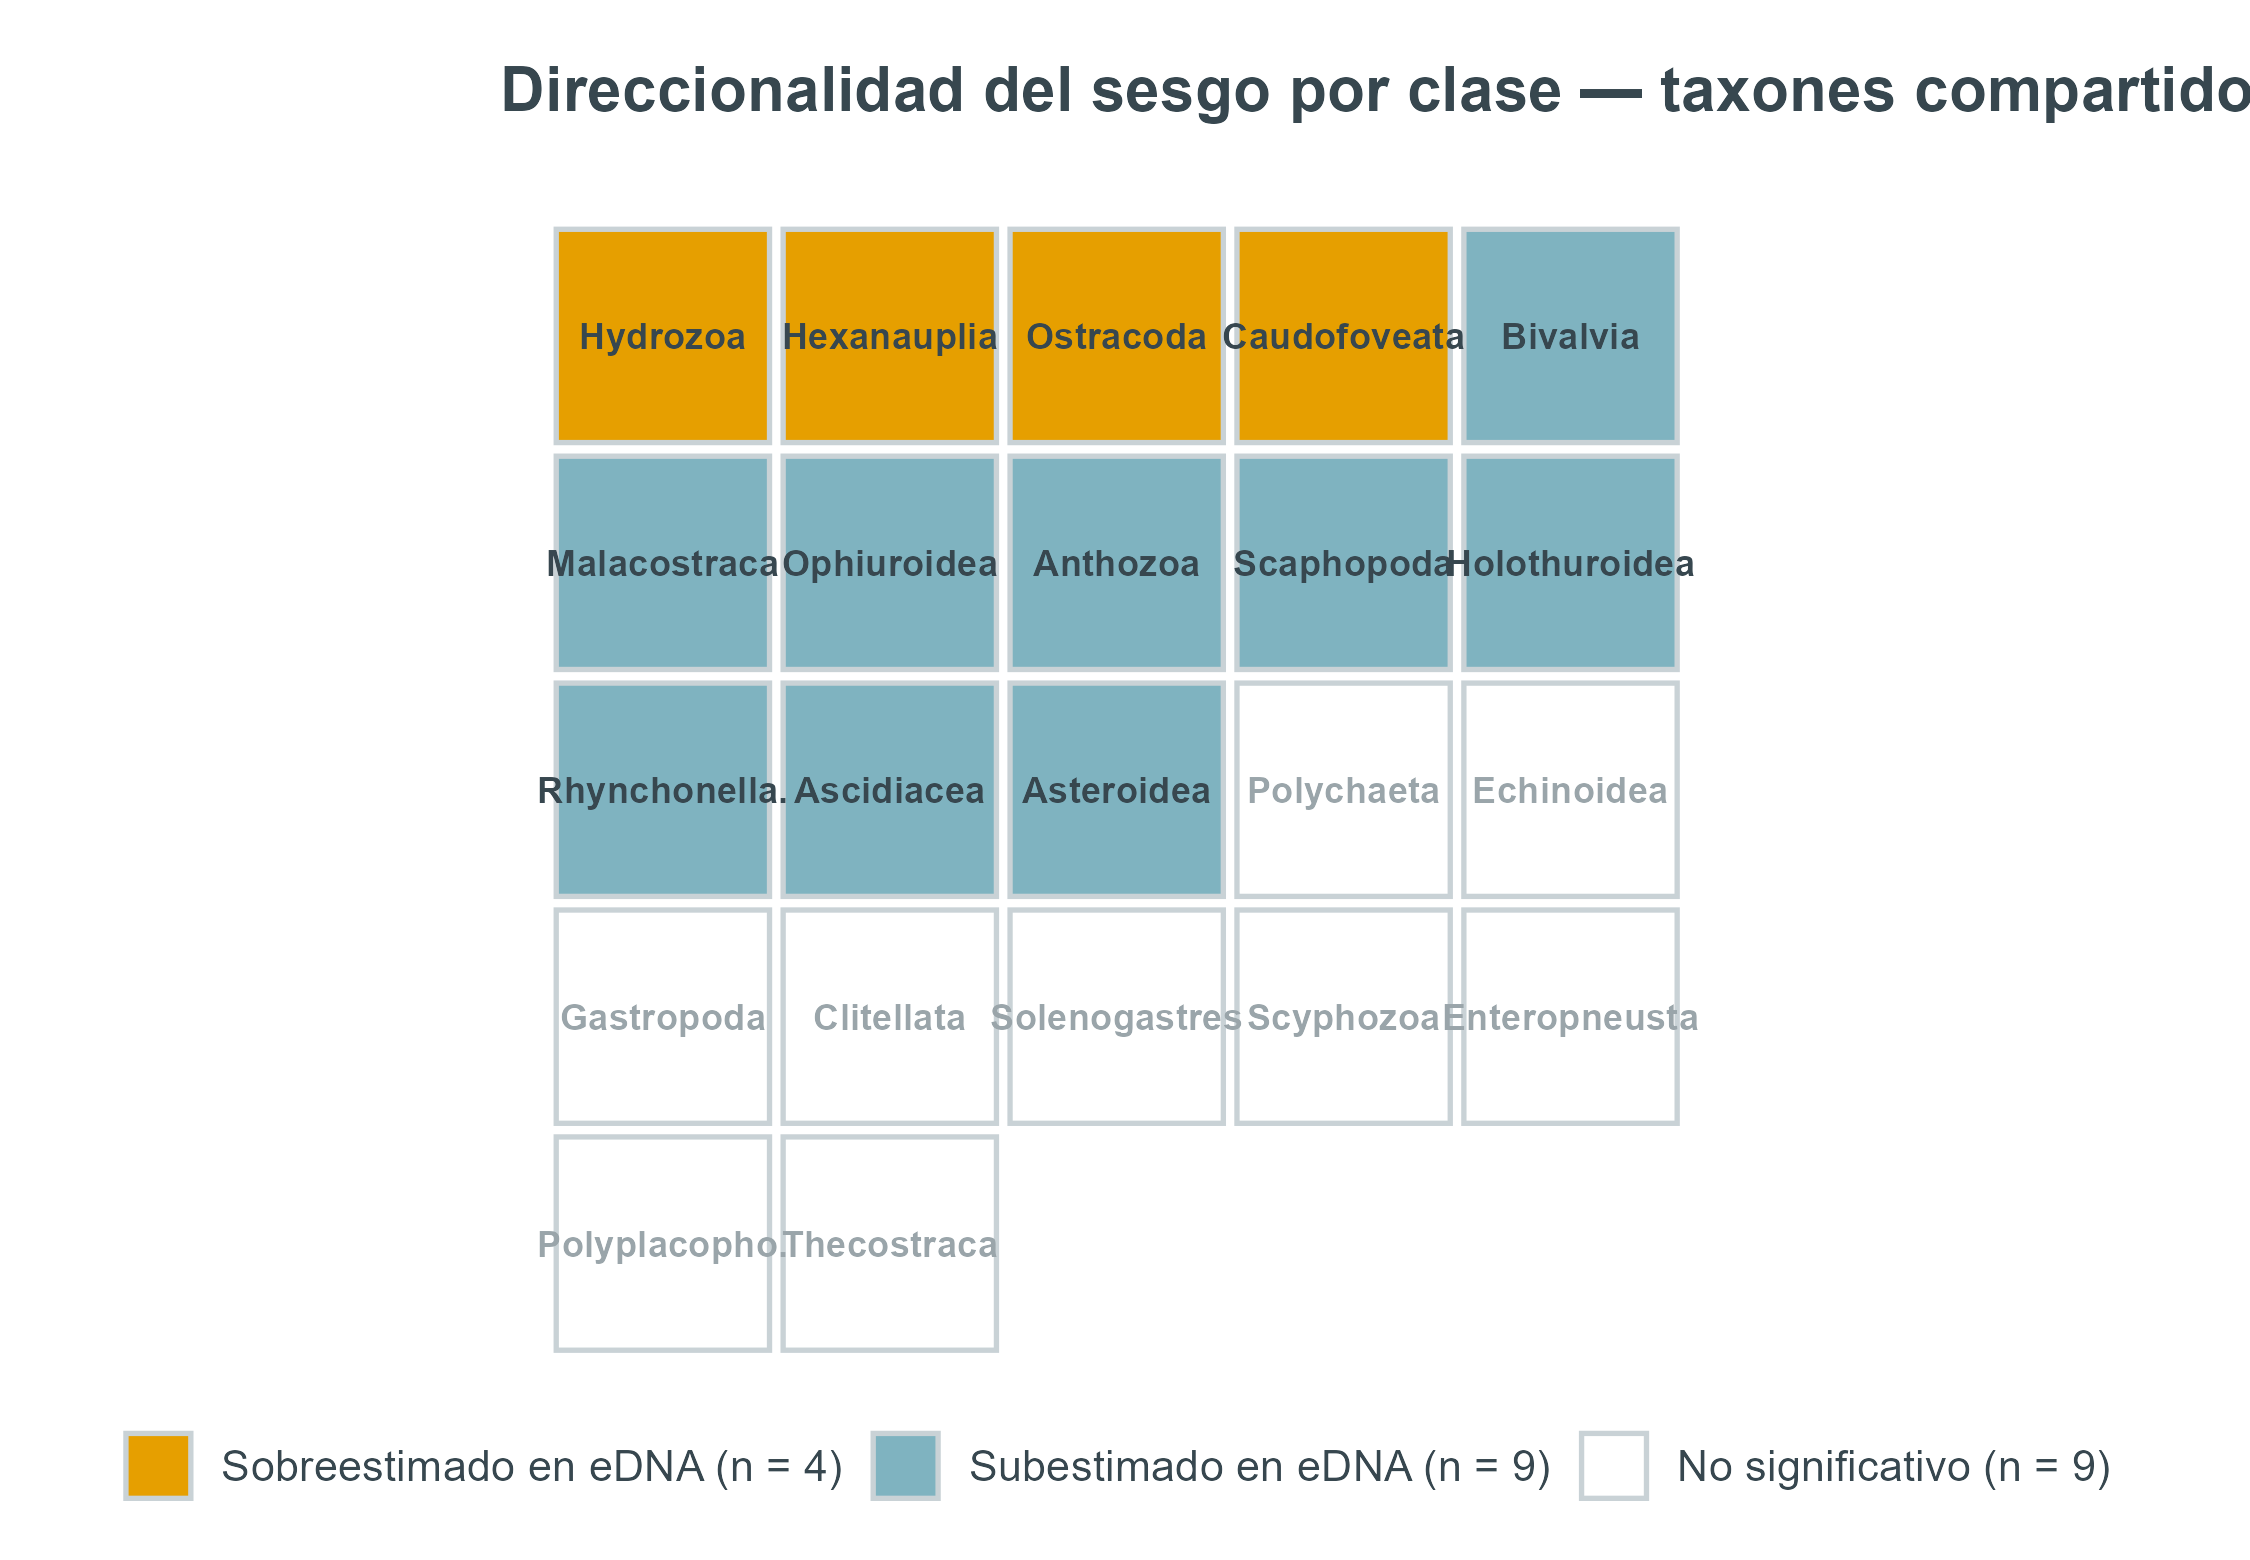 Direccionalidad del sesgo por clase — taxones compartido
Hydrozoa Hexanauplia Ostracoda Caudofoveata Bivalvia
Malacostraca Ophiuroidea Anthozoa Scaphopoda Holothuroidea
Rhynchonella. Ascidiacea Asteroidea Polychaeta Echinoidea
Gastropoda Clitellata Solenogastres Scyphozoa Enteropneusta
Polyplacopho. Thecostraca
Sobreestimado en eDNA (n = 4) Subestimado en eDNA (n = 9) No significativo (n = 9)